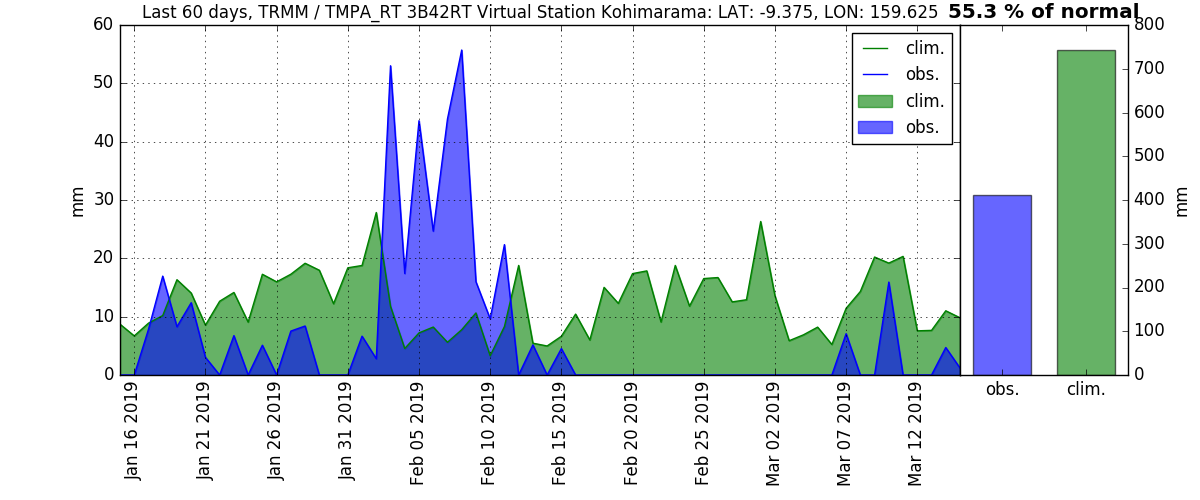 Last 60 days, TRMM / TMPA_RT 3B42RT Virtual Station Kohimarama: LAT: -9.375, LON: 159.625
55.3 % of normal
60
50
40
30
20
10
0
mm
clim.
obs.
clim.
obs.
800
700
600
500
400
300
200
100
0
mm
Jan 16 2019
Jan 21 2019
Jan 26 2019
Jan 31 2019
Feb 05 2019
Feb 10 2019
Feb 15 2019
Feb 20 2019
Feb 25 2019
Mar 02 2019
Mar 07 2019
Mar 12 2019
obs.
clim.